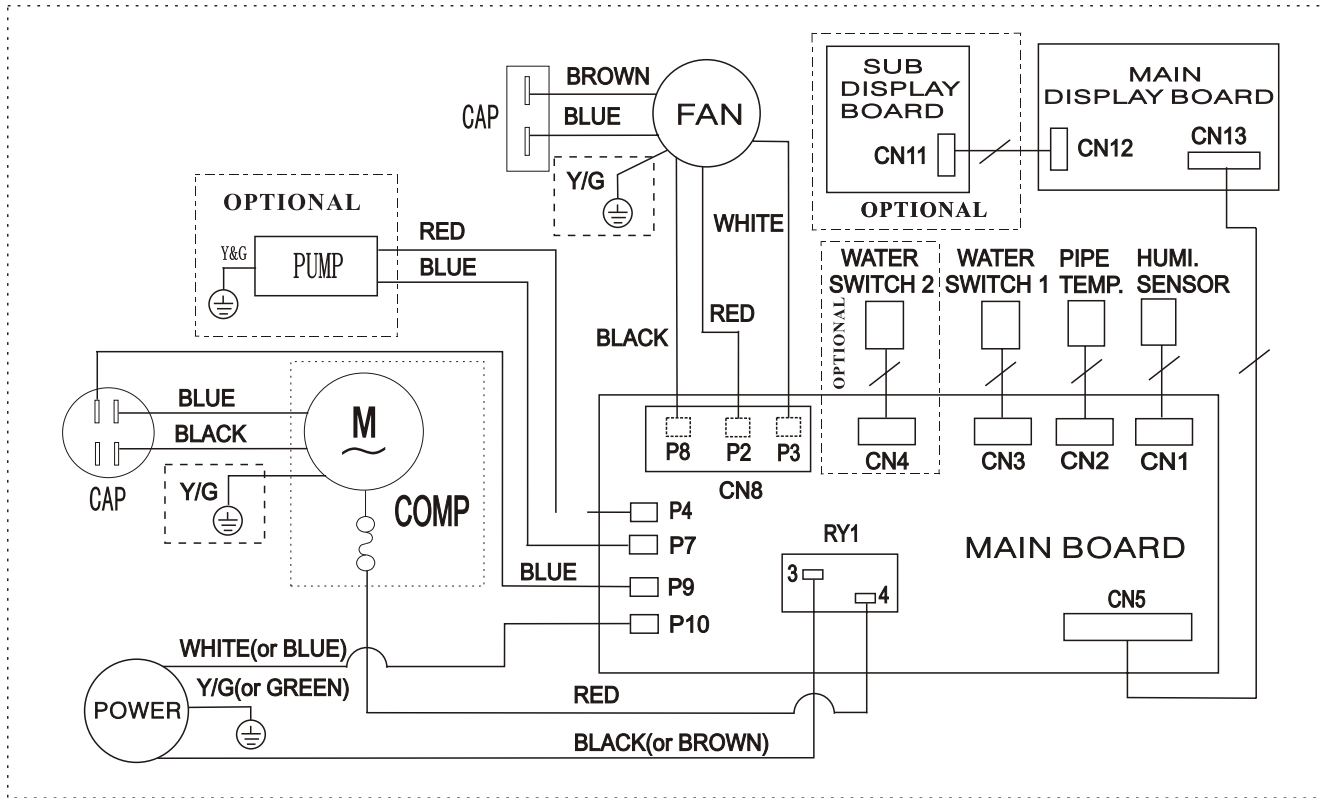 BROWN
BLUE
CAP
FAN
Y/G
WHITE
RED
BLACK
SUB
DISPLAY
BOARD
CN11
OPTIONAL
MAIN
DISPLAY BOARD
CN12
CN13
OPTIONAL
Y&G
PUMP
RED
BLUE
WATER
SWITCH 2
OPTIONAL
WATER
SWITCH 1
PIPE
TEMP.
HUMI.
SENSOR
BLUE
BLACK
CAP
Y/G
M
COMP
P8
P2
P3
CN8
CN4
CN3
CN2
CN1
P4
P7
BLUE
P9
P10
RY1
3
4
MAIN BOARD
CN5
WHITE(or BLUE)
Y/G(or GREEN)
POWER
RED
BLACK(or BROWN)